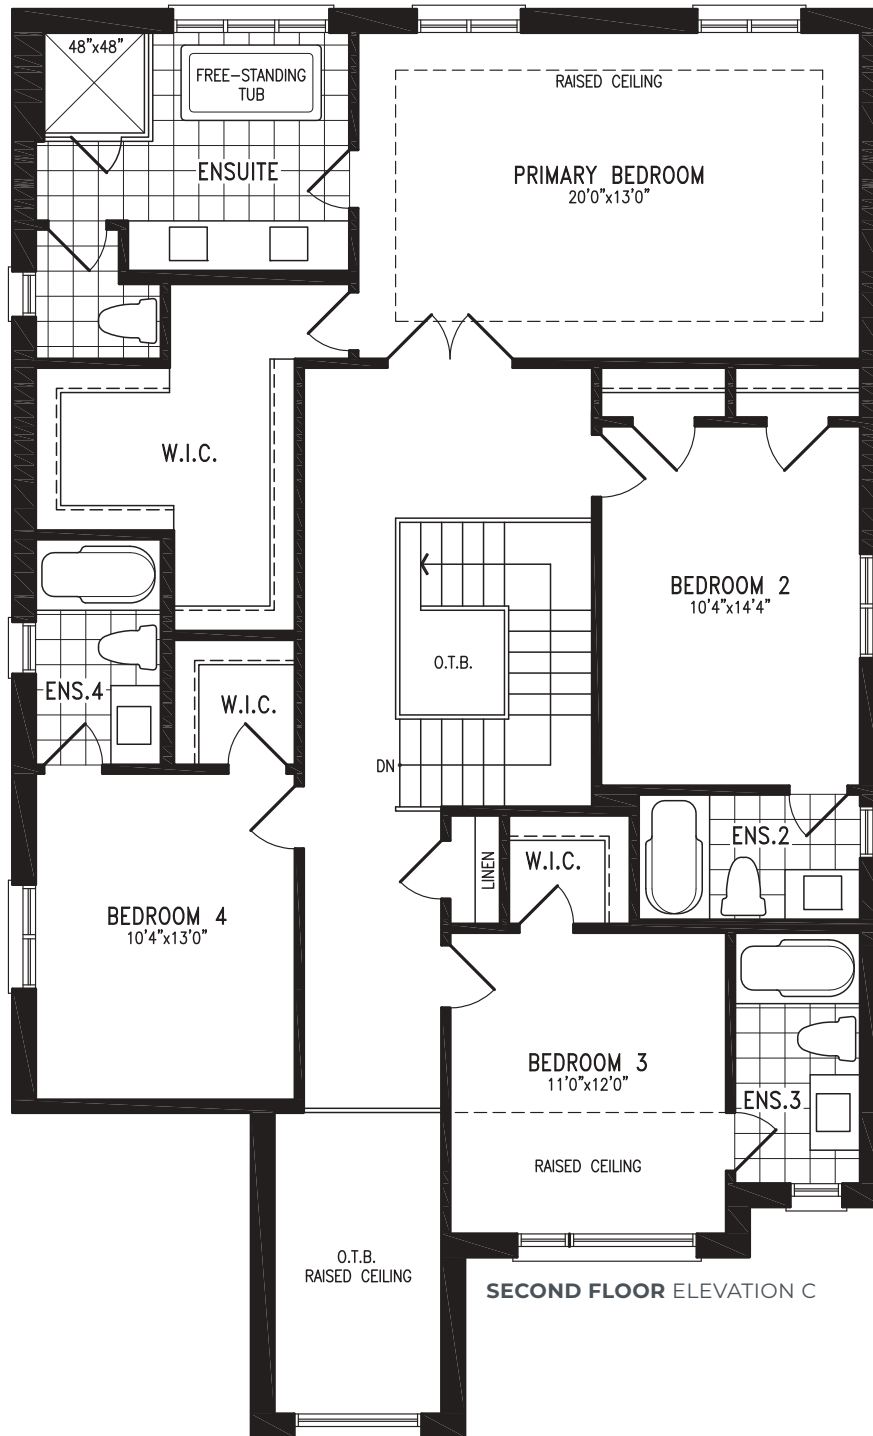 48"x48"
FREE-STANDING
TUB
ENSUITE
RAISED CEILING
PRIMARY BEDROOM
20'0"x13'0"
W.I.C.
BEDROOM 2
10'4"x14'4"
O.T.B.
ENS.4
W.I.C.
DN
ENS.2
LINEN
W.I.C.
BEDROOM 4
10'4"x13'0"
BEDROOM 3
11'0"x12'0"
ENS.3
RAISED CEILING
O.T.B.
RAISED CEILING
SECOND FLOOR ELEVATION C